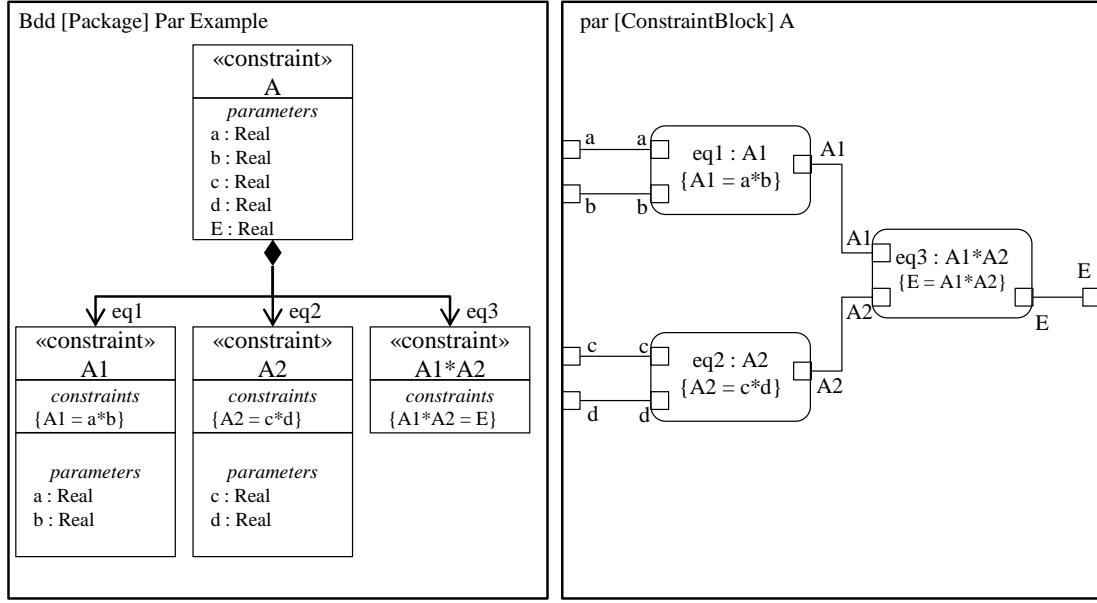 Bdd [Package] Par Example
«constraint»
A
parameters
a : Real
b : Real
c : Real
d : Real
E : Real
eq1
eq2
eq3
«constraint»
A1
constraints
{A1 = a*b}
parameters
a : Real
b : Real
«constraint»
A2
constraints
{A2 = c*d}
parameters
c : Real
d : Real
«constraint»
A1*A2
constraints
{A1*A2 = E}
par [ConstraintBlock] A
a
a
b
b
eq1 : A1
{A1 = a*b}
A1
A1
eq3 : A1*A2
{E = A1*A2}
A2
E
E
c
c
d
d
eq2 : A2
{A2 = c*d}
A2